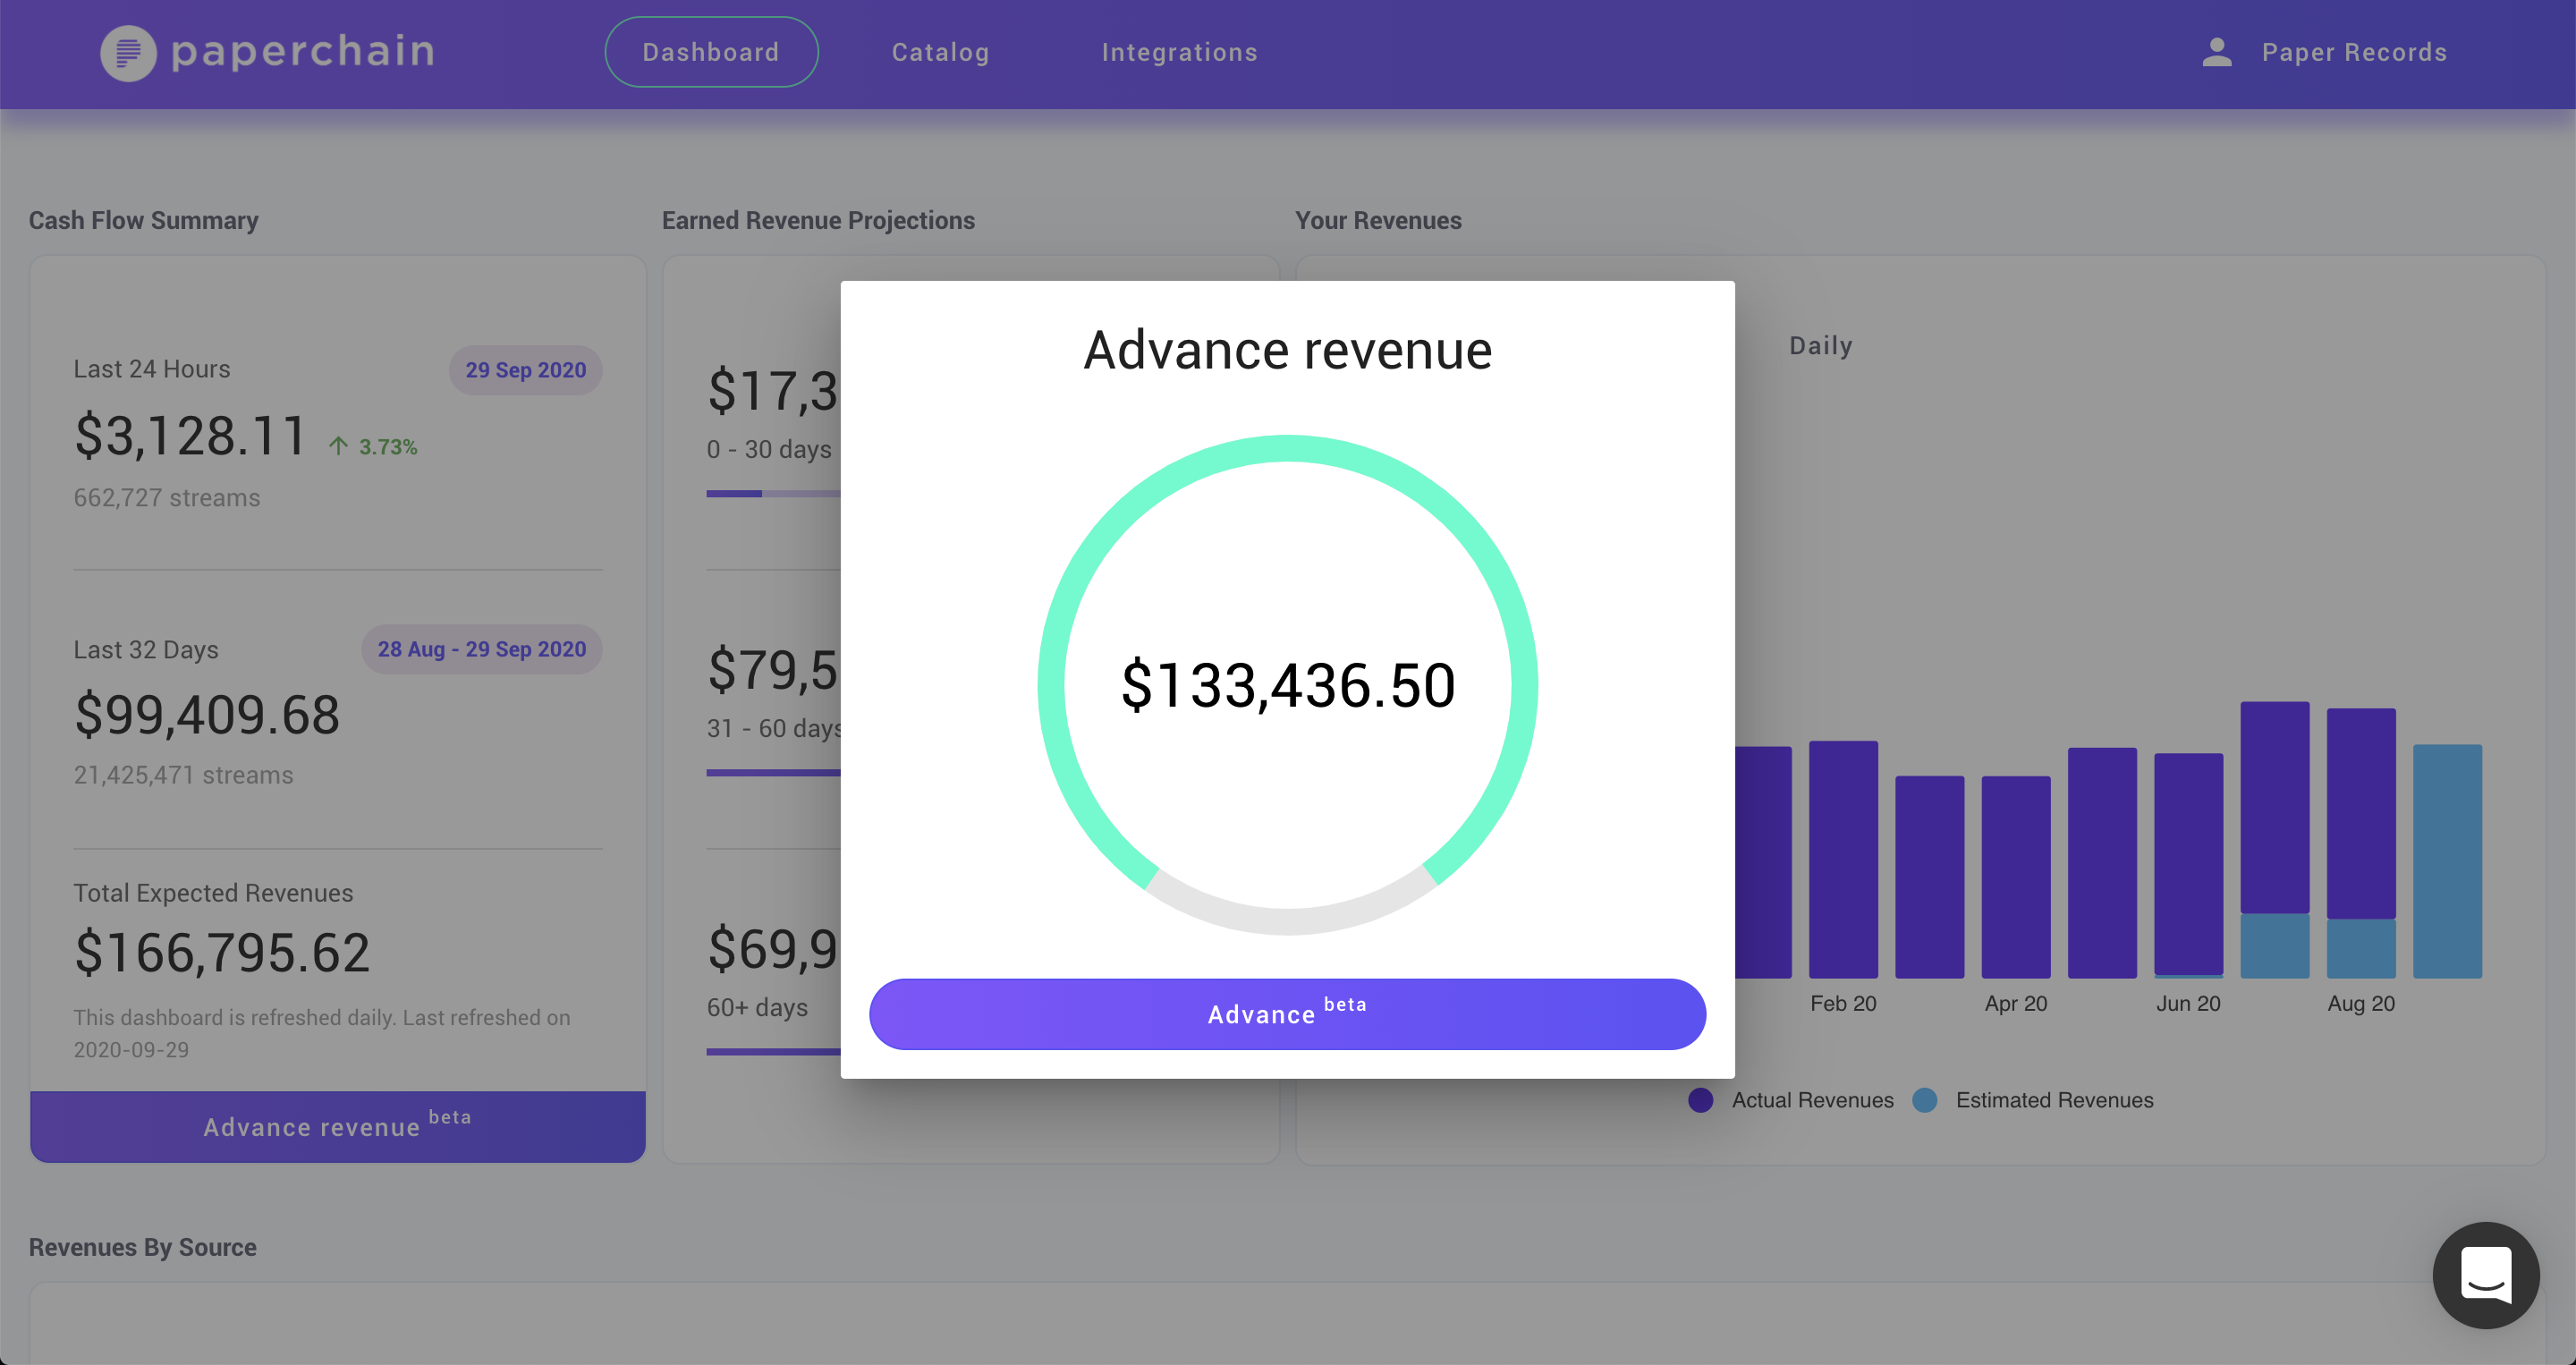 paperchain
Dashboard
Catalog
Integrations
Paper Records
Cash Flow Summary
Last 24 Hours
29 Sep 2020
$3,128.11
3.73%
662,727 streams
Last 32 Days
28 Aug - 29 Sep 2020
$99,409.68
21,425,471 streams
Total Expected Revenues
$166,795.62
This dashboard is refreshed daily. Last refreshed on
2020-09-29
Advance revenue beta
Earned Revenue Projections
$17,3
0 - 30 days
$79,5
31 - 60 days
$69,9
60+ days
Advance revenue
$133,436.50
Advance beta
Your Revenues
Daily
Feb 20
Apr 20
Jun 20
Aug 20
Actual Revenues
Estimated Revenues
Revenues By Source